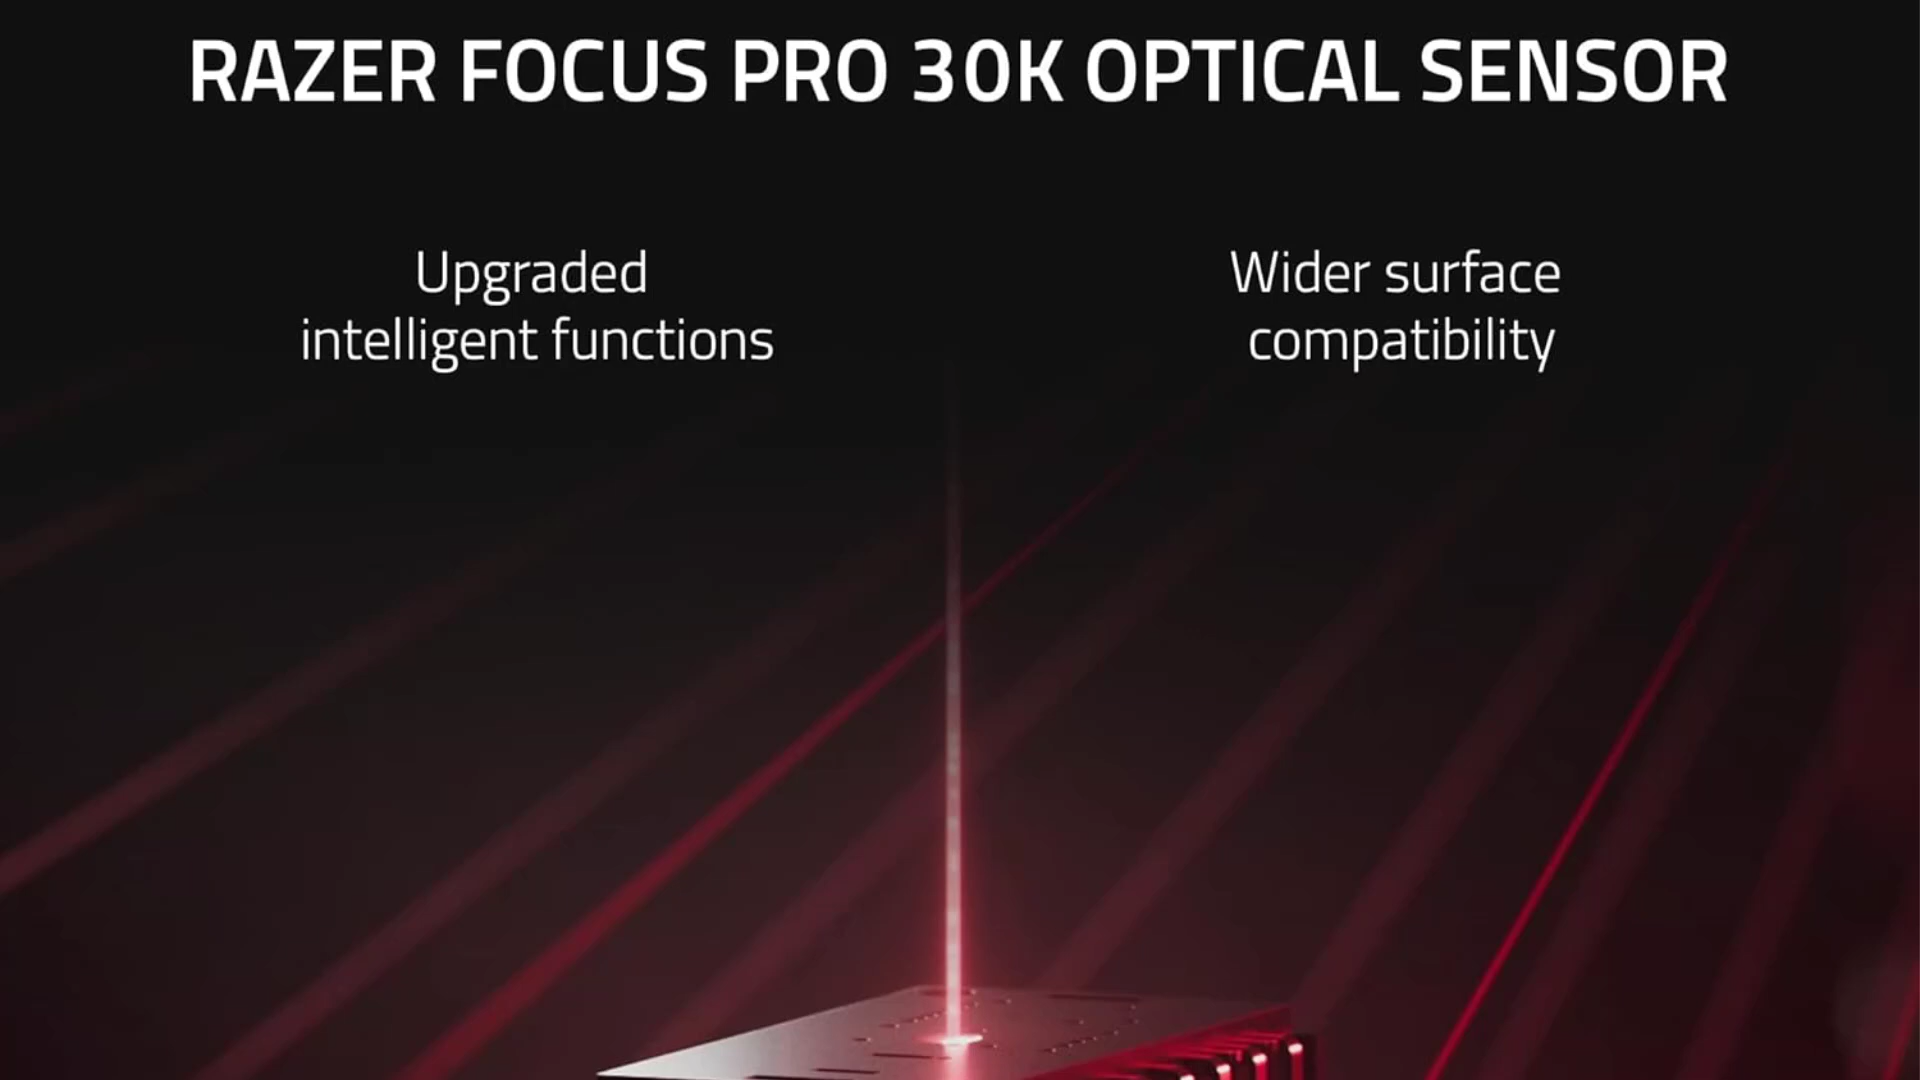 RAZER FOCUS PRO 30K OPTICAL SENSOR
Upgraded
intelligent functions
Wider surface
compatibility